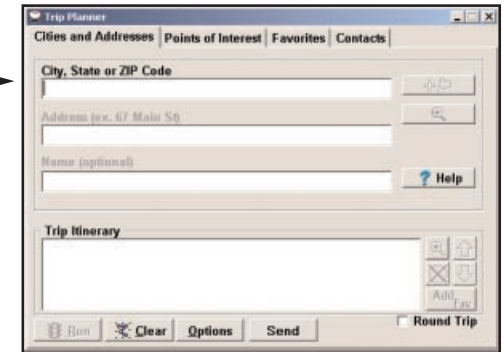 Trip Planner
Cities and Addresses Points of Interest Favorites Contacts
City, State or ZIP Code
Address (ex. 67 Main St)
Name (optional)
? Help
Trip Itinerary
Add Fav
Run Clear Options Send Round Trip